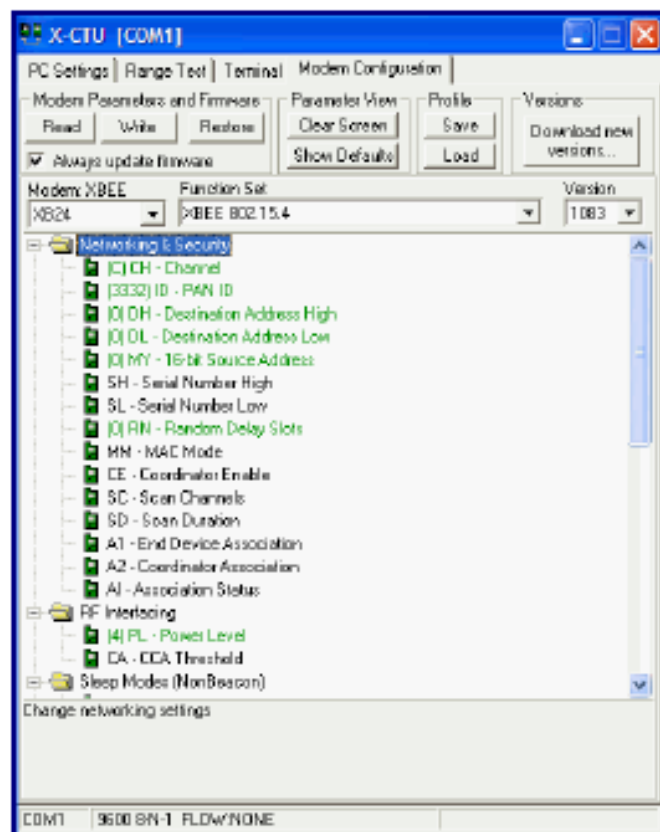 X-CTU [COM1]
PC Settings | Range Test | Terminal | Modem Configuration
Modem Parameters and Firmware
Parameter View
Profile
Versions
Read
Write
Restore
Clear Screen
Save
Download new versions...
Always update firmware
Show Defaults
Load
Modem: XBEE
Function Set
Version
XB24
XBEE 802.15.4
1083
Networking & Security
[C] CH - Channel
[3332] ID - PAN ID
[0] DH - Destination Address High
[0] DL - Destination Address Low
[0] MY - 16-bit Source Address
SH - Serial Number High
SL - Serial Number Low
[0] RN - Random Delay Slots
MM - MAC Mode
CE - Coordinator Enable
SC - Scan Channels
SD - Scan Duration
A1 - End Device Association
A2 - Coordinator Association
AI - Association Status
RF Interfacing
[4] PL - Power Level
CA - CCA Threshold
Sleep Modes (NonBeacon)
Change networking settings
COM1
9600 8-N-1 FLOW:NONE